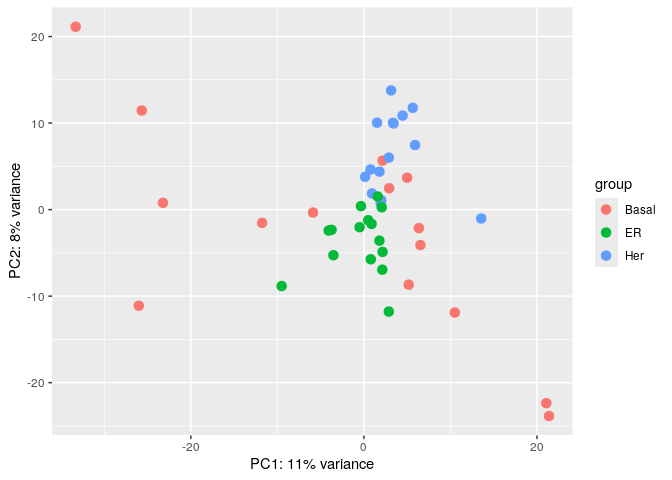 20
10
0
-10
-20
PC2: 8% variance
-20
0
20
PC1: 11% variance
group
Basal
ER
Her